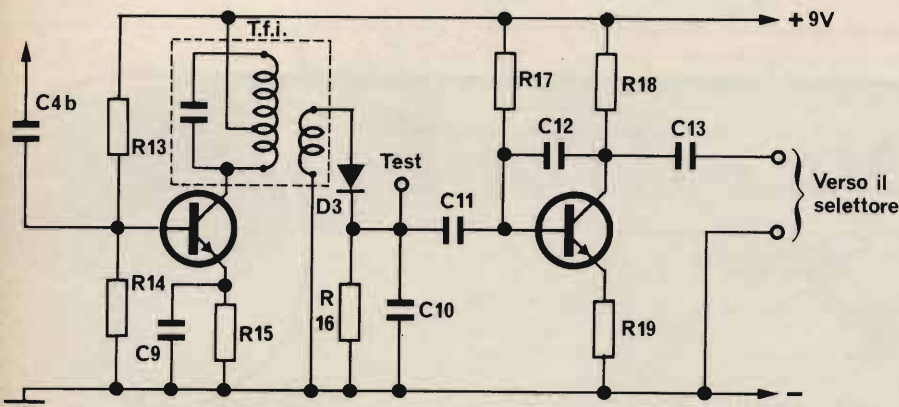 + 9V
T.f.i.
C4b
R13
R17
R18
C12
C13
Test
C11
D3
Verso il
selettore
R14
R
16
C10
R15
C9
R19
-